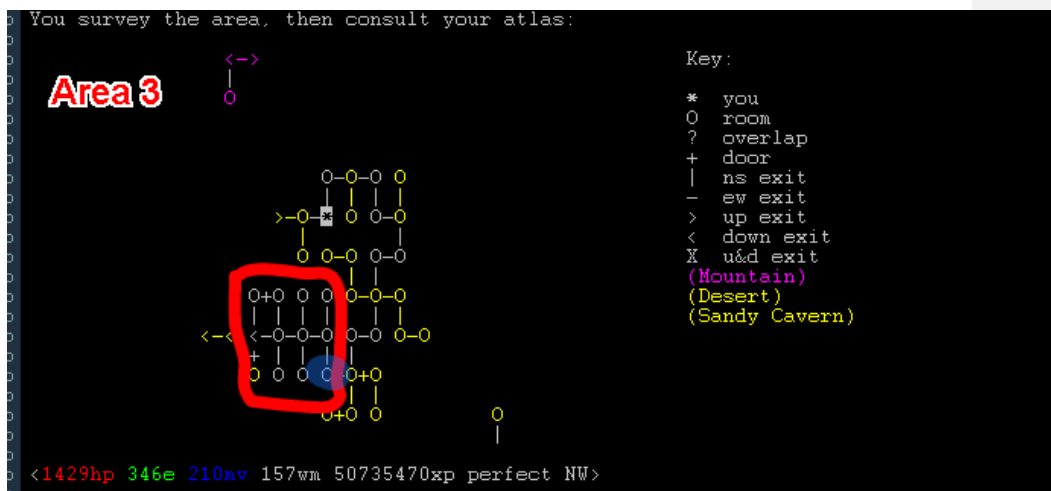 You survey the area, then consult your atlas:
<-> Key:
|
Area 3
O * you
O room
? overlap
+ door
O-O-O O | ns exit
| | | | - ew exit
>-O-* O O-O > up exit
| | < down exit
O O-O O-O X u&d exit
| | (Mountain)
O+O O O O-O-O (Desert)
| | | | | (Sandy Cavern)
<-< <-O-O-O O-O O-O
+ | | | |
O O O O O+O
| |
O+O O O
|
<1429hp 346e 210mv 157wm 50735470xp perfect NW>